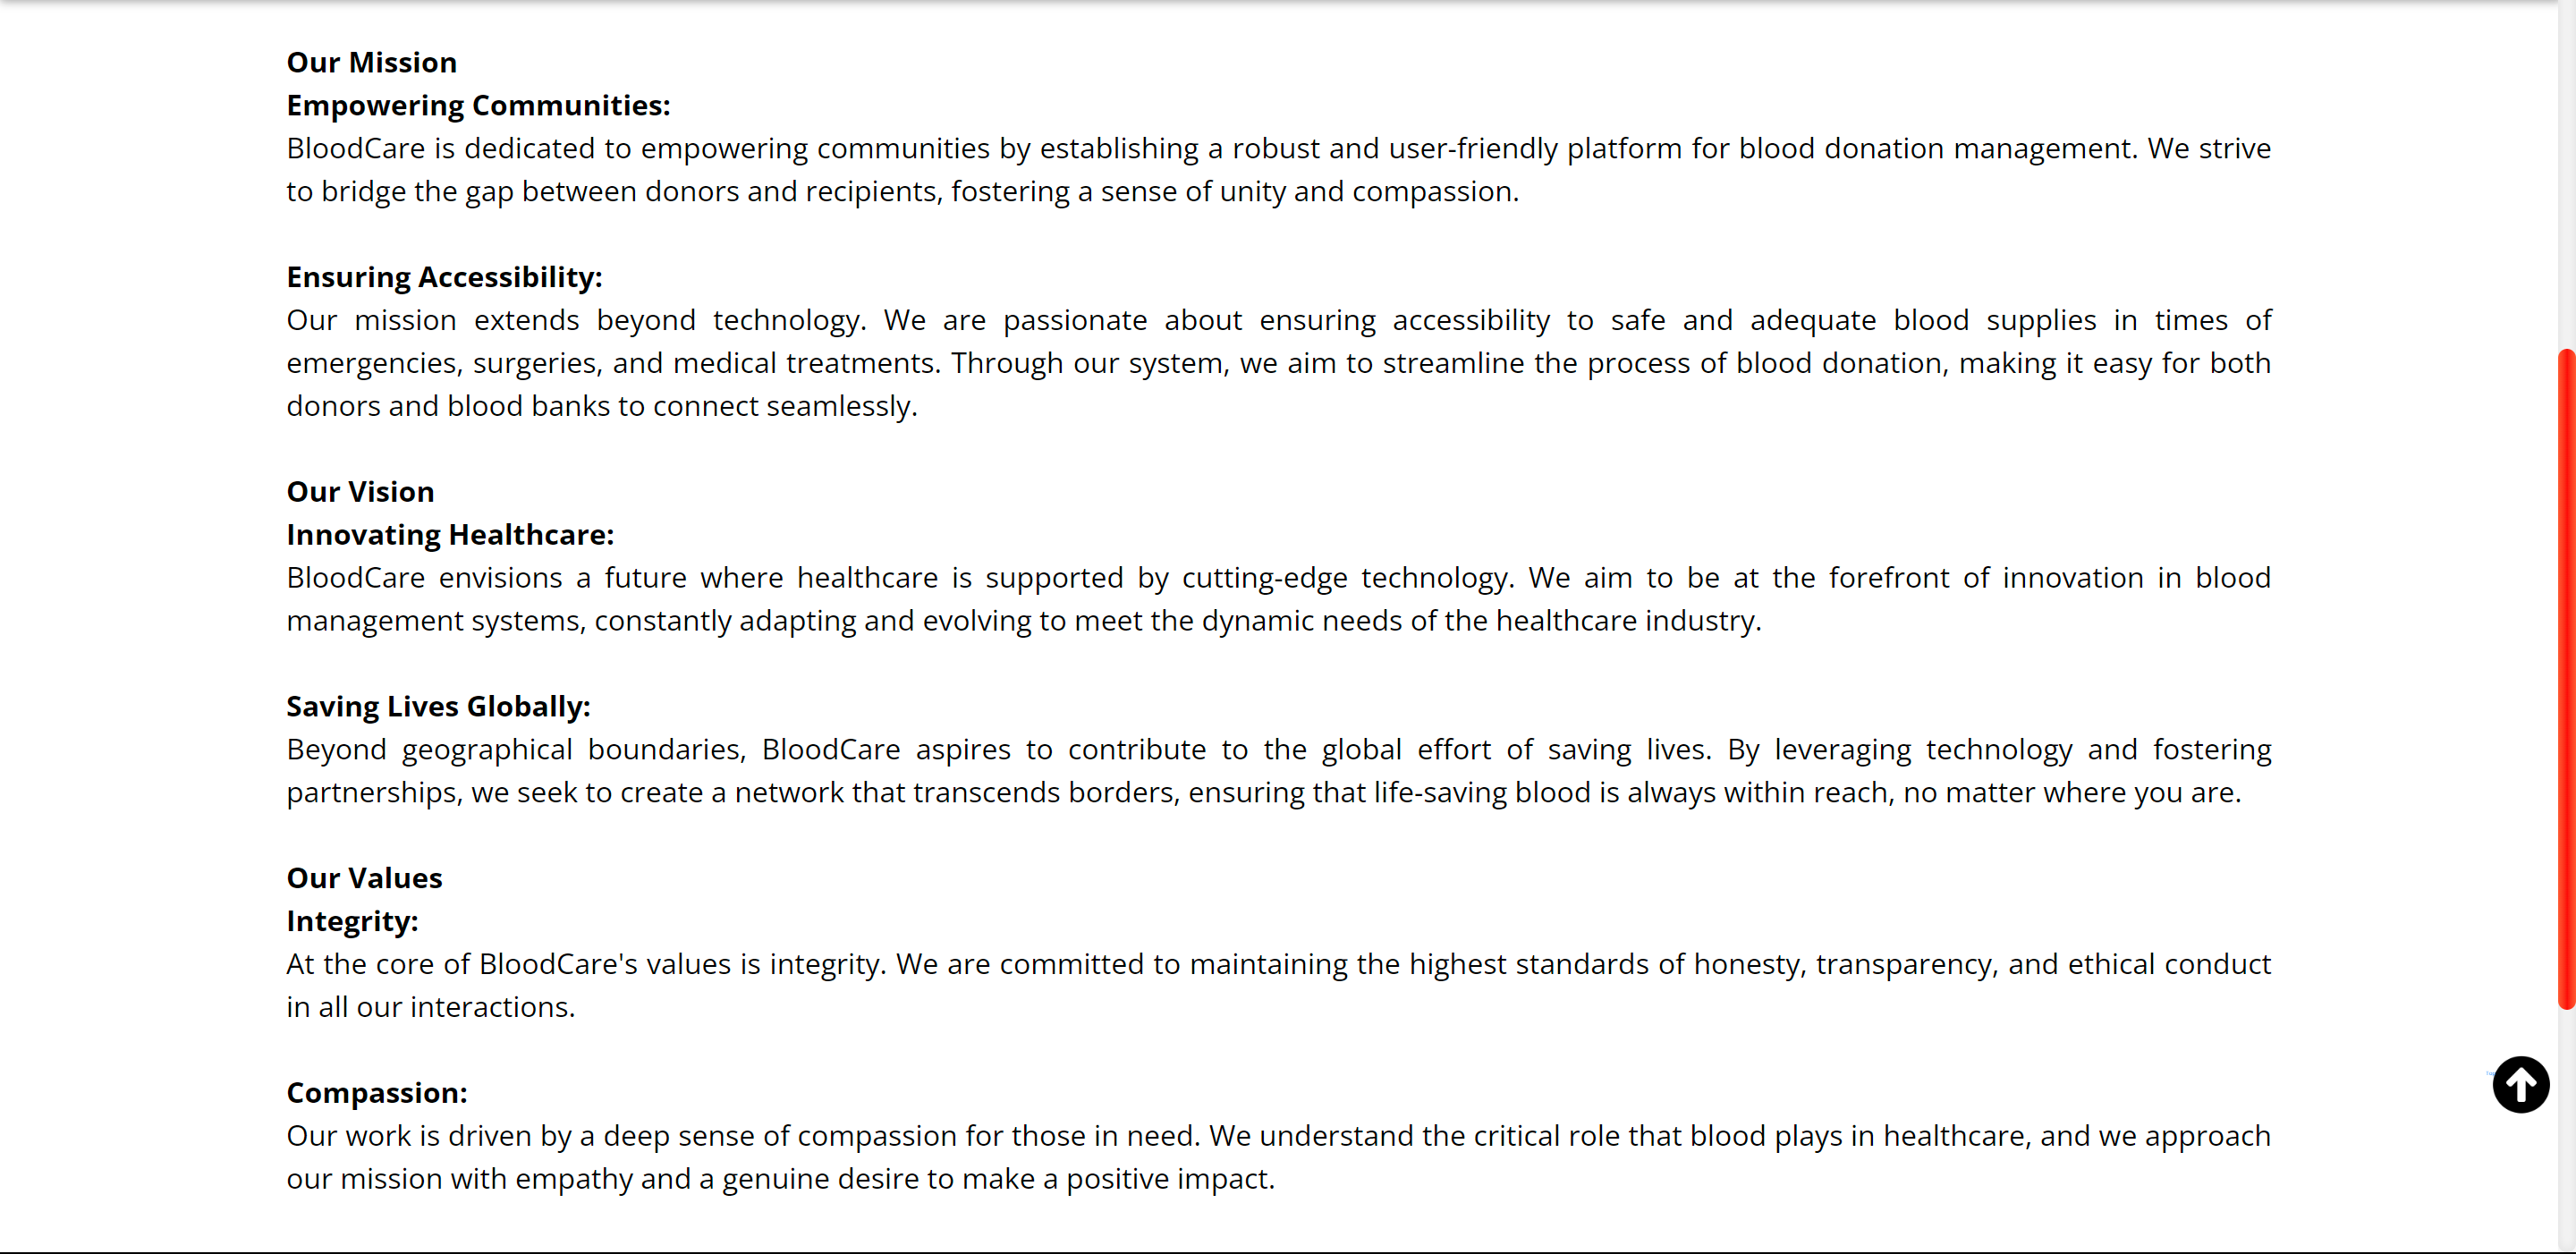 Our Mission
Empowering Communities:
BloodCare is dedicated to empowering communities by establishing a robust and user-friendly platform for blood donation management. We strive
to bridge the gap between donors and recipients, fostering a sense of unity and compassion.
Ensuring Accessibility:
Our mission extends beyond technology. We are passionate about ensuring accessibility to safe and adequate blood supplies in times of
emergencies, surgeries, and medical treatments. Through our system, we aim to streamline the process of blood donation, making it easy for both
donors and blood banks to connect seamlessly.
Our Vision
Innovating Healthcare:
BloodCare envisions a future where healthcare is supported by cutting-edge technology. We aim to be at the forefront of innovation in blood
management systems, constantly adapting and evolving to meet the dynamic needs of the healthcare industry.
Saving Lives Globally:
Beyond geographical boundaries, BloodCare aspires to contribute to the global effort of saving lives. By leveraging technology and fostering
partnerships, we seek to create a network that transcends borders, ensuring that life-saving blood is always within reach, no matter where you are.
Our Values
Integrity:
At the core of BloodCare's values is integrity. We are committed to maintaining the highest standards of honesty, transparency, and ethical conduct
in all our interactions.
Compassion:
Our work is driven by a deep sense of compassion for those in need. We understand the critical role that blood plays in healthcare, and we approach
our mission with empathy and a genuine desire to make a positive impact.